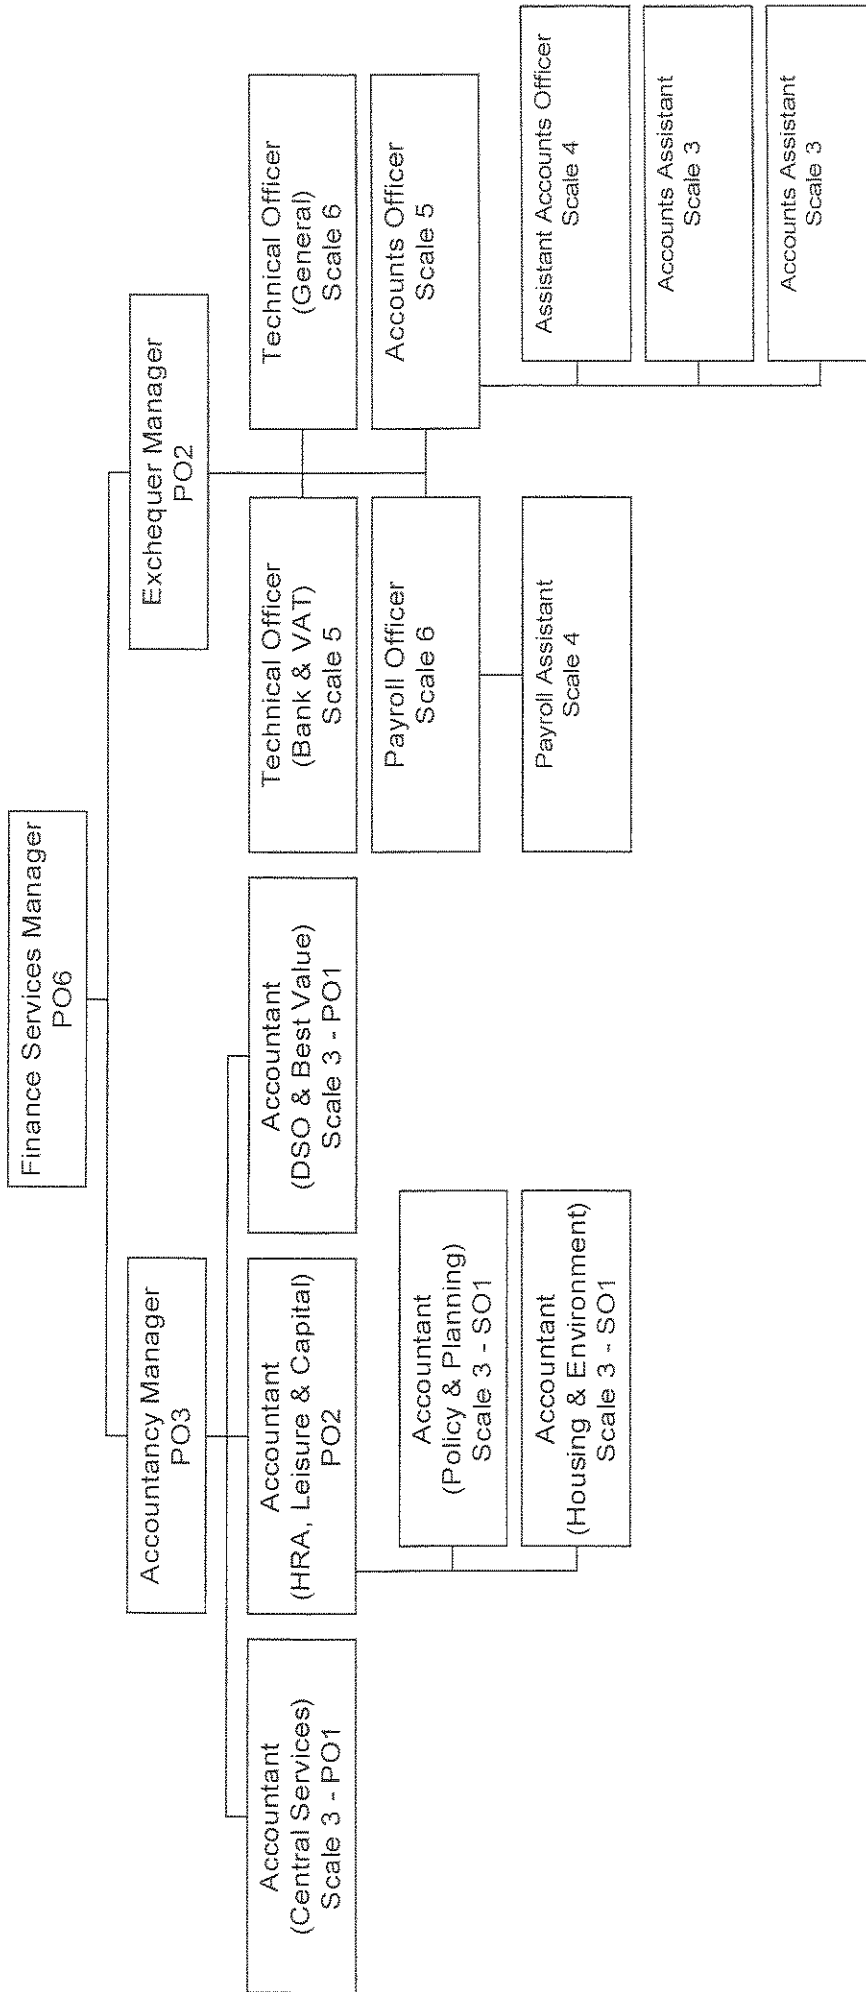 Finance Services Manager
PO6
Accountancy Manager
PO3
Exchequer Manager
PO2
Accountant
(Central Services)
Scale 3 - PO1
Accountant
(HRA, Leisure & Capital)
PO2
Accountant
(DSO & Best Value)
Scale 3 - PO1
Technical Officer
(Bank & VAT)
Scale 5
Technical Officer
(General)
Scale 6
Payroll Officer
Scale 6
Accounts Officer
Scale 5
Accountant
(Policy & Planning)
Scale 3 - SO1
Accountant
(Housing & Environment)
Scale 3 - SO1
Payroll Assistant
Scale 4
Assistant Accounts Officer
Scale 4
Accounts Assistant
Scale 3
Accounts Assistant
Scale 3